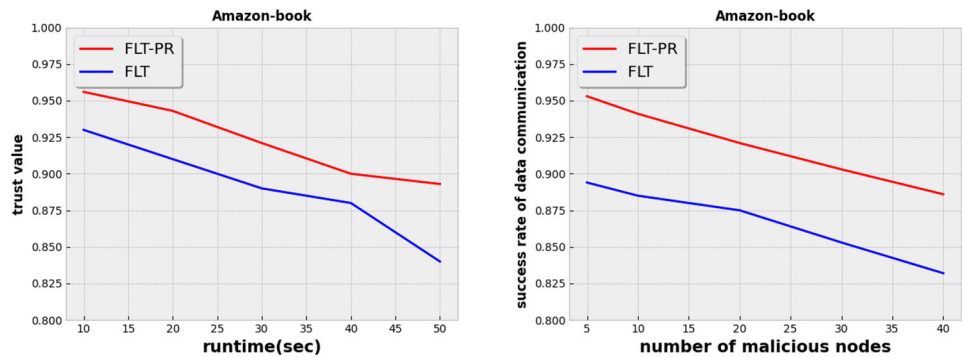 Amazon-book
1.000
0.975
0.950
0.925
0.900
0.875
0.850
0.825
0.800
trust value
FLT-PR
FLT
10 15 20 25 30 35 40 45 50
runtime(sec)
Amazon-book
1.000
0.975
0.950
0.925
0.900
0.875
0.850
0.825
0.800
success rate of data communication
FLT-PR
FLT
5 10 15 20 25 30 35 40
number of malicious nodes